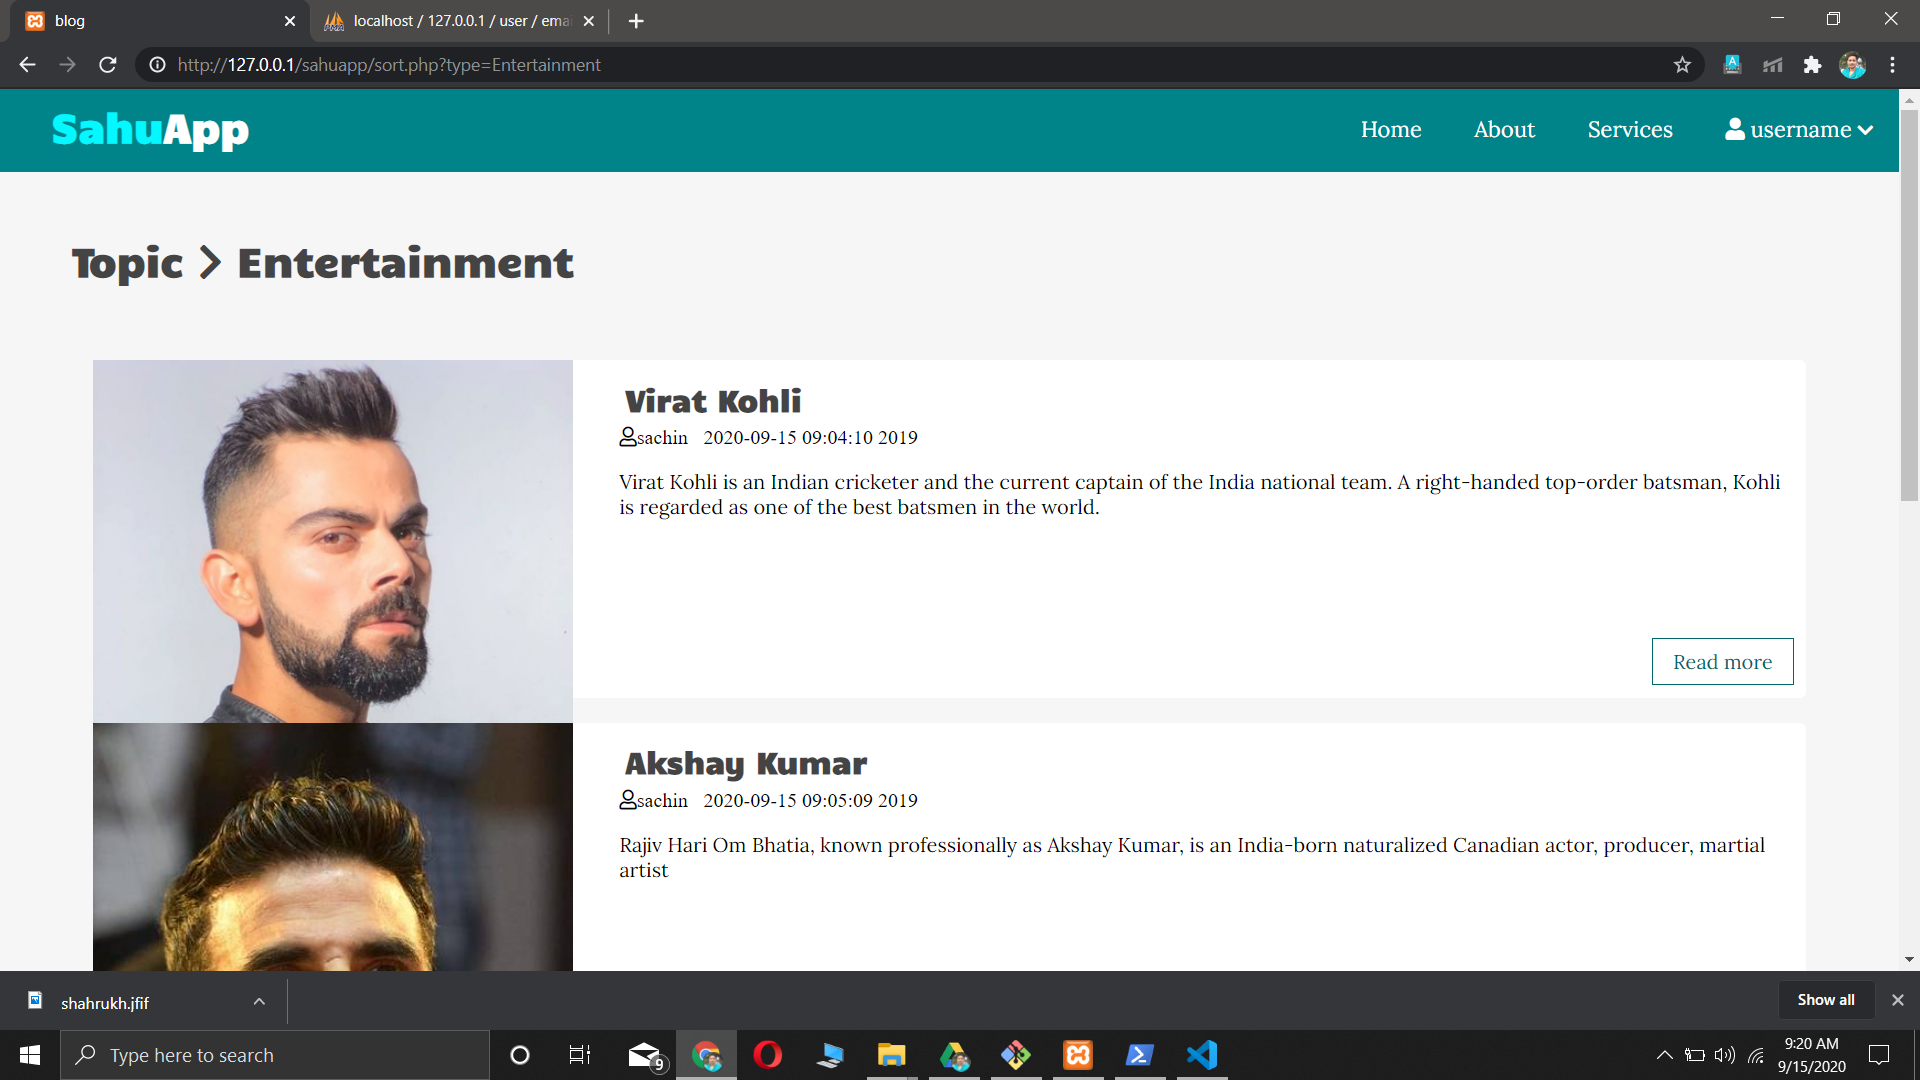 blog
localhost / 127.0.0.1 / user / ema
http://127.0.0.1/sahuapp/sort.php?type=Entertainment
SahuApp
Home
About
Services
username
Topic > Entertainment
Virat Kohli
sachin 2020-09-15 09:04:10 2019
Virat Kohli is an Indian cricketer and the current captain of the India national team. A right-handed top-order batsman, Kohli
is regarded as one of the best batsmen in the world.
Read more
Akshay Kumar
sachin 2020-09-15 09:05:09 2019
Rajiv Hari Om Bhatia, known professionally as Akshay Kumar, is an India-born naturalized Canadian actor, producer, martial
artist
shahrukh.jfif
Show all
Type here to search
9
9:20 AM
9/15/2020